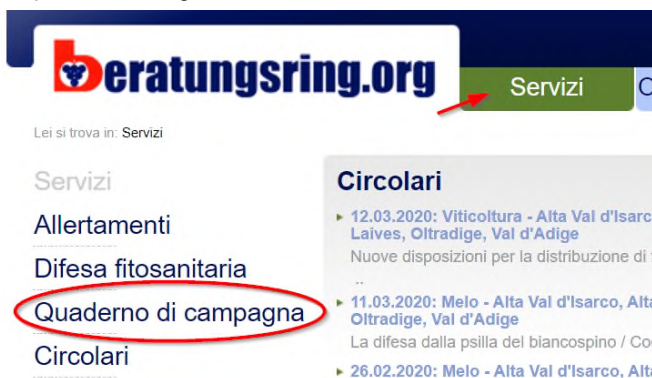 beratungsring.org
Servizi
Lei si trova in: Servizi
Servizi
Allertamenti
Difesa fitosanitaria
Quaderno di campagna
Circolari
Circolari
12.03.2020: Viticoltura - Alta Val d'Isarc
Laives, Oltradige, Val d'Adige
Nuove disposizioni per la distribuzione di
..
11.03.2020: Melo - Alta Val d'Isarco, Alta
Oltradige, Val d'Adige
La difesa dalla psilla del biancospino / Co
26.02.2020: Melo - Alta Val d'Isarco, Alta